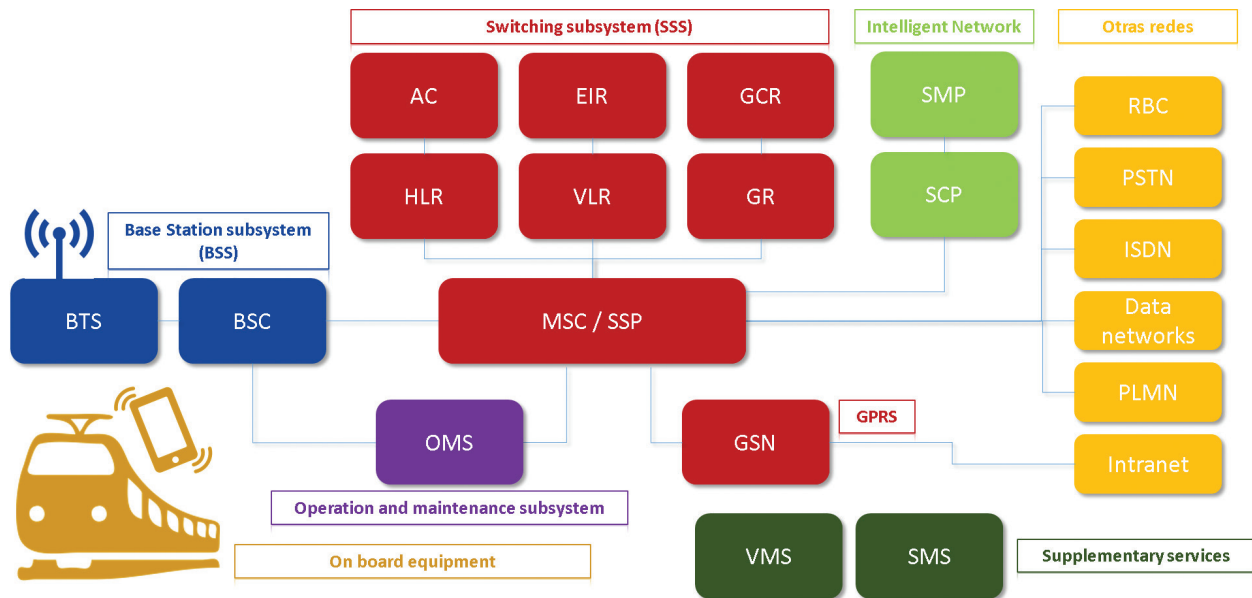 Switching subsystem (SSS)
Intelligent Network
Otras redes
AC
EIR
GCR
SMP
RBC
HLR
VLR
GR
SCP
PSTN
Base Station subsystem
(BSS)
ISDN
BTS
BSC
MSC / SSP
Data
networks
PLMN
OMS
GSN
GPRS
Intranet
Operation and maintenance subsystem
On board equipment
VMS
SMS
Supplementary services